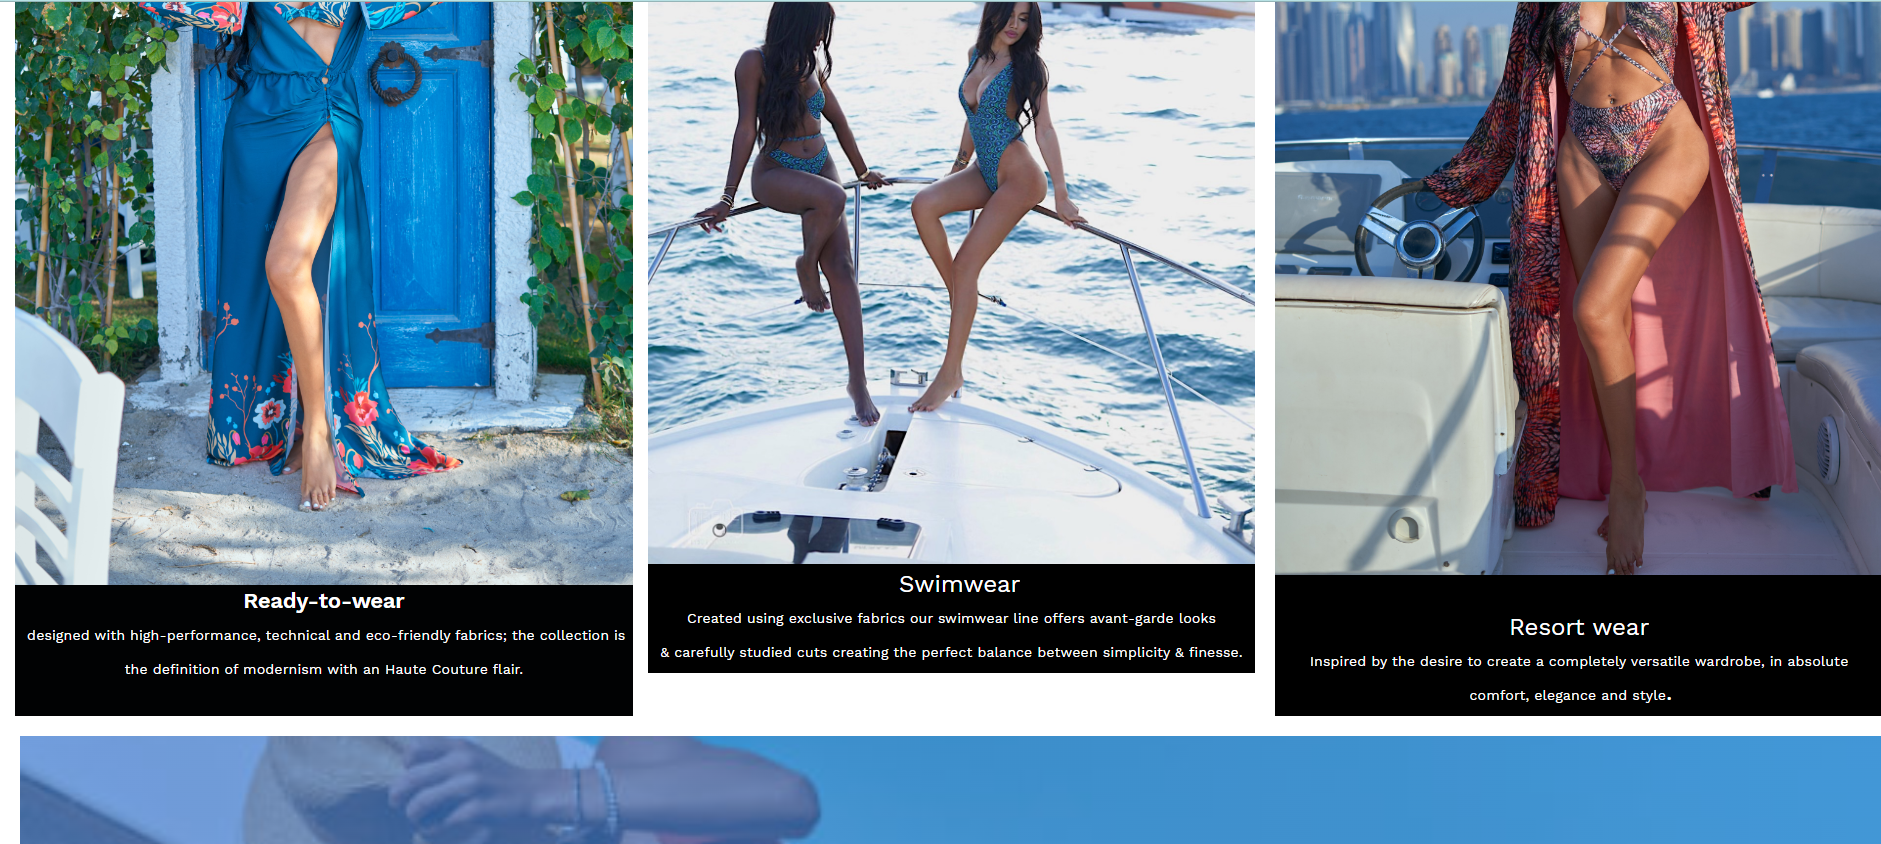 Ready-to-wear
designed with high-performance, technical and eco-friendly fabrics; the collection is
the definition of modernism with an Haute Couture flair.
Swimwear
Created using exclusive fabrics our swimwear line offers avant-garde looks
& carefully studied cuts creating the perfect balance between simplicity & finesse.
Resort wear
Inspired by the desire to create a completely versatile wardrobe, in absolute
comfort, elegance and style.